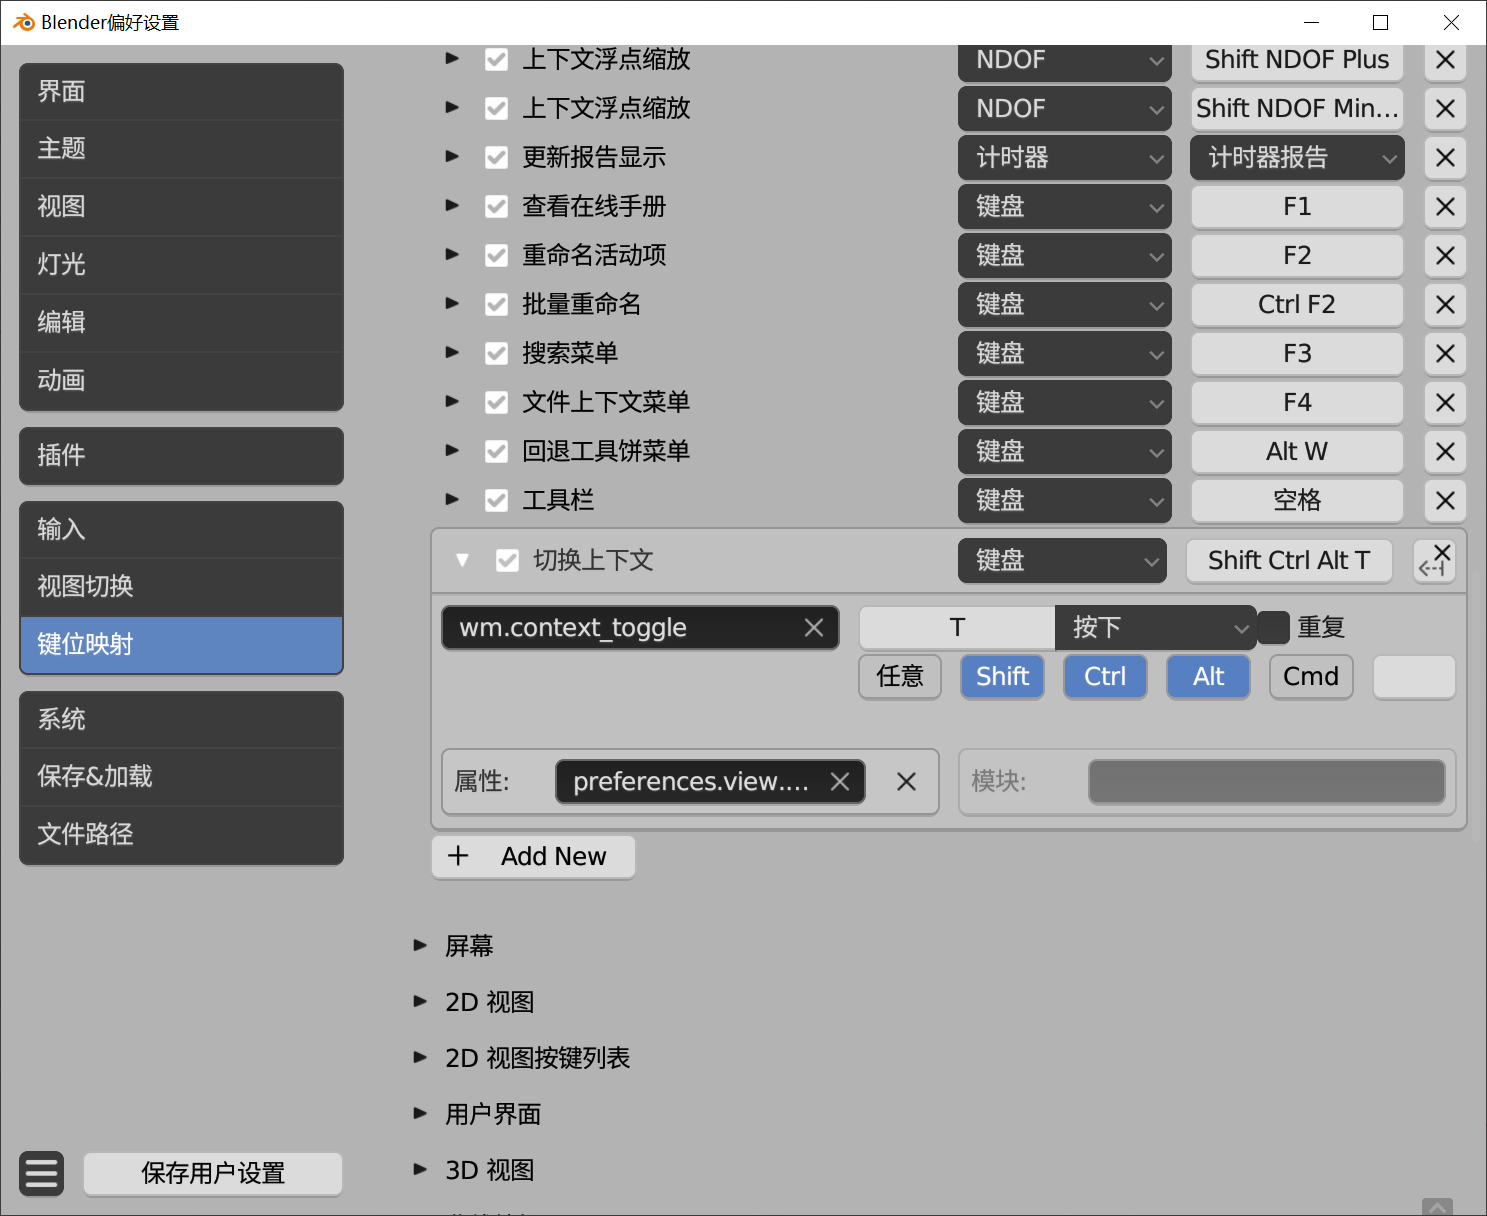 Blender偏好设置
界面
主题
视图
灯光
编辑
动画
插件
输入
视图切换
键位映射
系统
保存&加载
文件路径
保存用户设置
上下文浮点缩放 NDOF Shift NDOF Plus
上下文浮点缩放 NDOF Shift NDOF Min...
更新报告显示 计时器 计时器报告
查看在线手册 键盘 F1
重命名活动项 键盘 F2
批量重命名 键盘 Ctrl F2
搜索菜单 键盘 F3
文件上下文菜单 键盘 F4
回退工具饼菜单 键盘 Alt W
工具栏 键盘 空格
切换上下文 键盘 Shift Ctrl Alt T
wm.context_toggle T 按下 重复
任意 Shift Ctrl Alt Cmd
属性: preferences.view.... 模块:
Add New
屏幕
2D 视图
2D 视图按键列表
用户界面
3D 视图